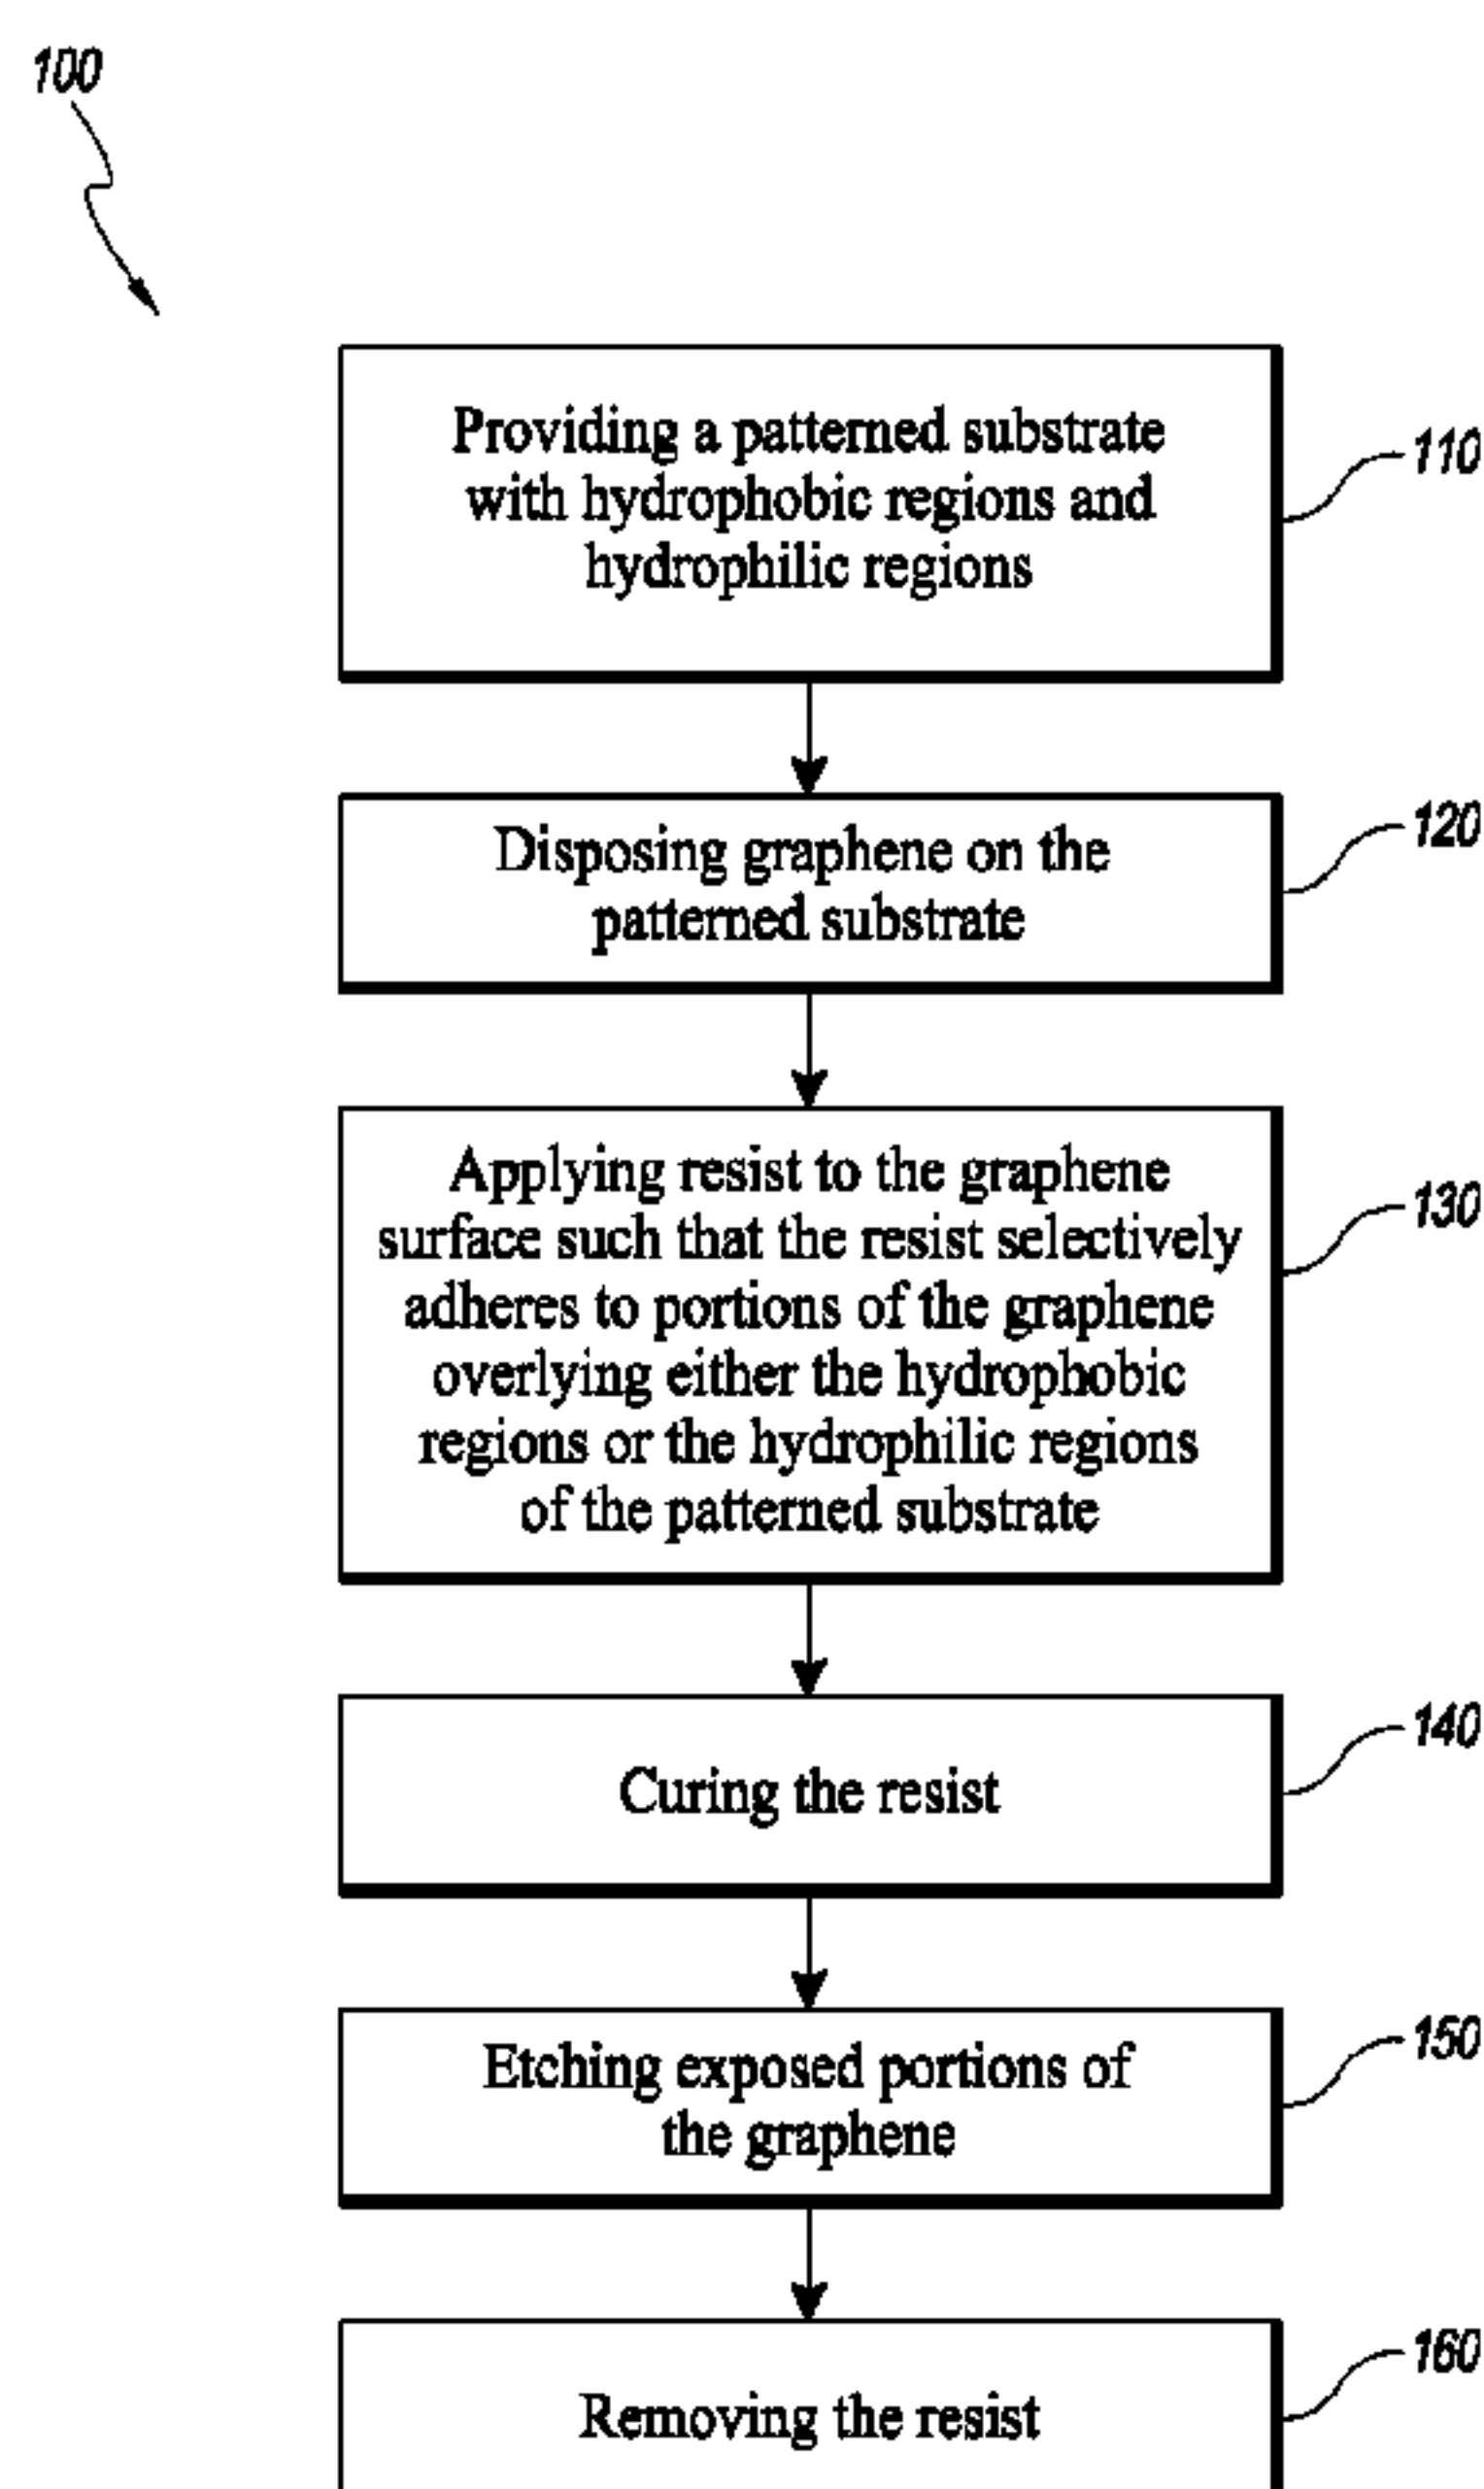 100
Providing a patterned substrate
with hydrophobic regions and
hydrophilic regions
110
Disposing graphene on the
patterned substrate
120
Applying resist to the graphene
surface such that the resist selectively
adheres to portions of the graphene
overlying either the hydrophobic
regions or the hydrophilic regions
of the patterned substrate
130
Curing the resist
140
Etching exposed portions of
the graphene
150
Removing the resist
160